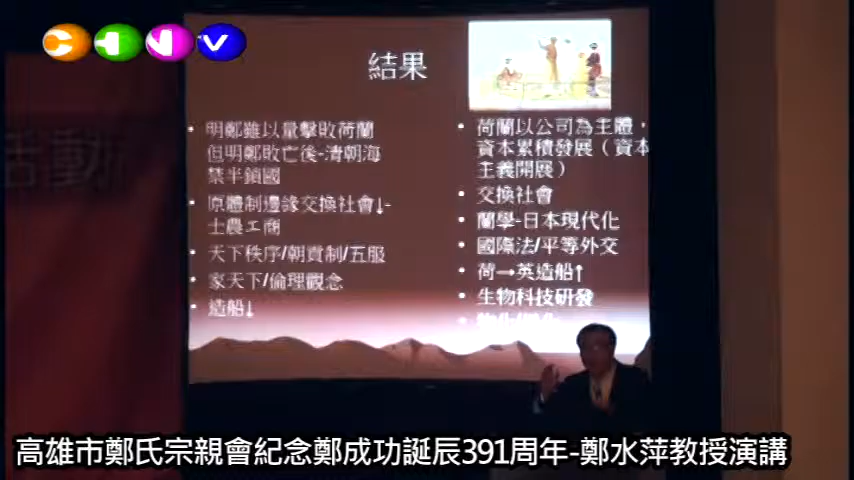 CTNV
活動
結果
• 明鄭雖以量擊敗荷蘭
但明鄭敗亡後-清朝海
禁半鎖國
• 原體制邊緣交換社會↓-
士農工商
• 天下秩序/朝貢制/五服
• 家天下/倫理觀念
• 造船↓
• 荷蘭以公司為主體，
資本累積發展（資本
主義開展）
• 交換社會
• 蘭學-日本現代化
• 國際法/平等外交
• 荷→英造船↑
• 生物科技研發
高雄市鄭氏宗親會紀念鄭成功誕辰391周年-鄭水萍教授演講